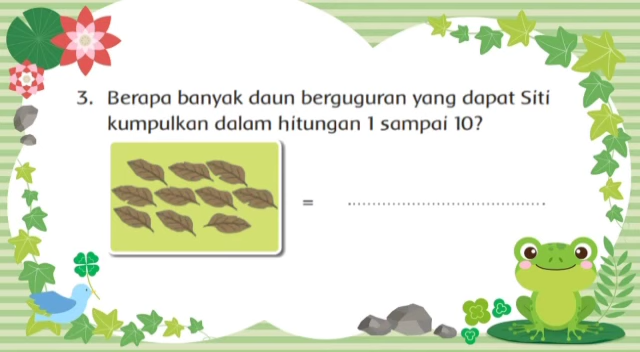 3. Berapa banyak daun berguguran yang dapat Siti
kumpulkan dalam hitungan 1 sampai 10?
= ..................................................